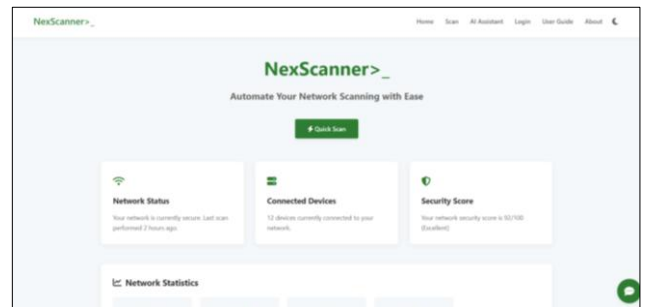 NexScanner>_
Home Scan AI Assistant Login User Guide About
NexScanner>_
Automate Your Network Scanning with Ease
Quick Scan
Network Status
Your network is currently secure. Last scan
performed 2 hours ago.
Connected Devices
12 devices currently connected to your
network.
Security Score
Your network security score is 92/100
(Excellent)
Network Statistics